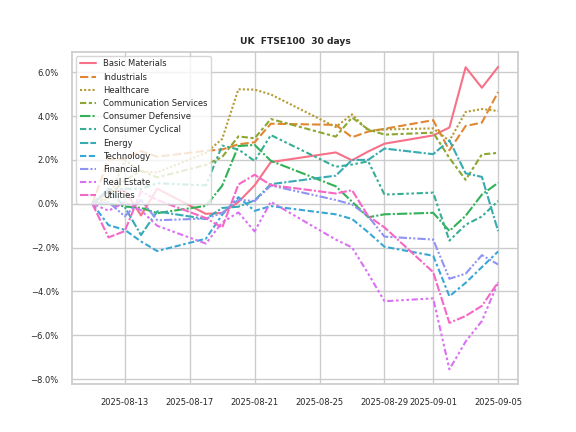 UK  FTSE100  30 days
Basic Materials
Industrials
Healthcare
Communication Services
Consumer Defensive
Consumer Cyclical
Energy
Technology
Financial
Real Estate
Utilities
6.0%
4.0%
2.0%
0.0%
−2.0%
−4.0%
−6.0%
−8.0%
2025-08-13 2025-08-17 2025-08-21 2025-08-25 2025-08-29 2025-09-01 2025-09-05